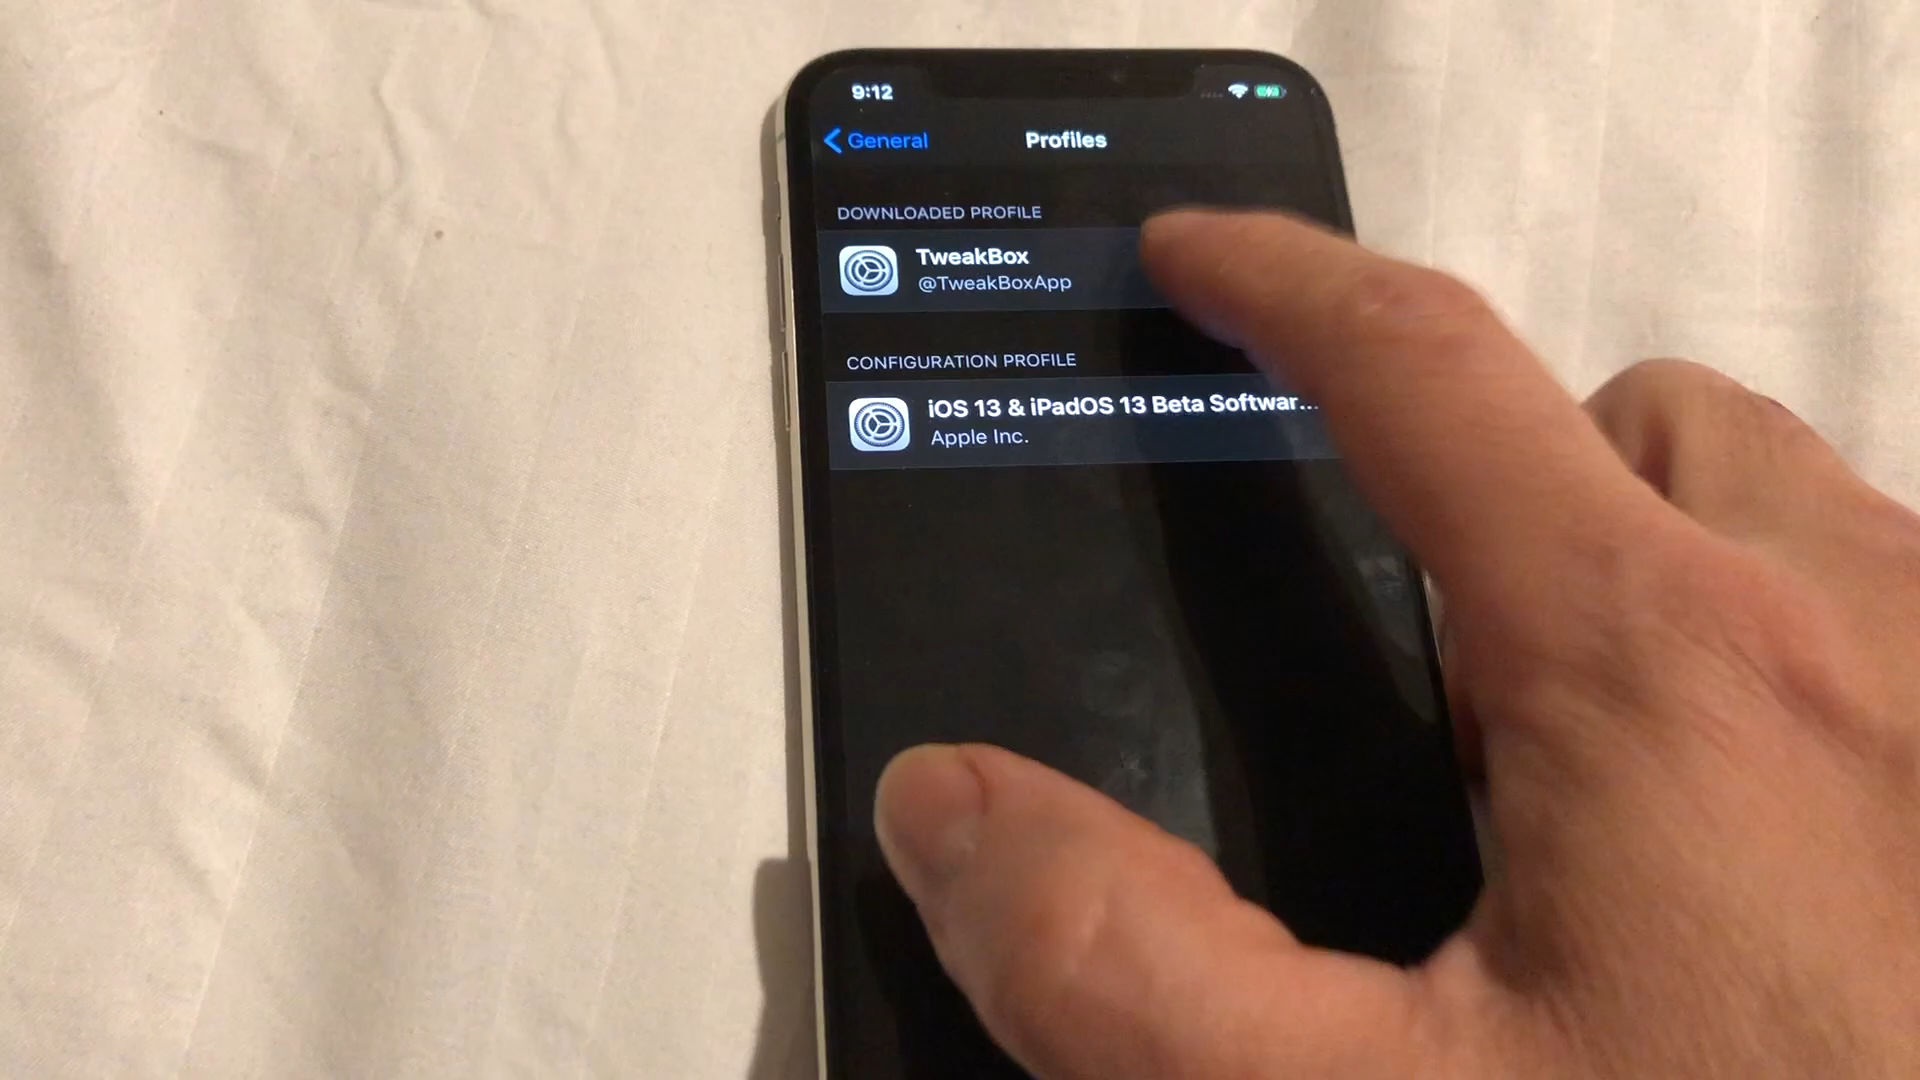 9:12
General
Profiles
DOWNLOADED PROFILE
TweakBox
@TweakBoxApp
CONFIGURATION PROFILE
iOS 13 & iPadOS 13 Beta Softwar...
Apple Inc.